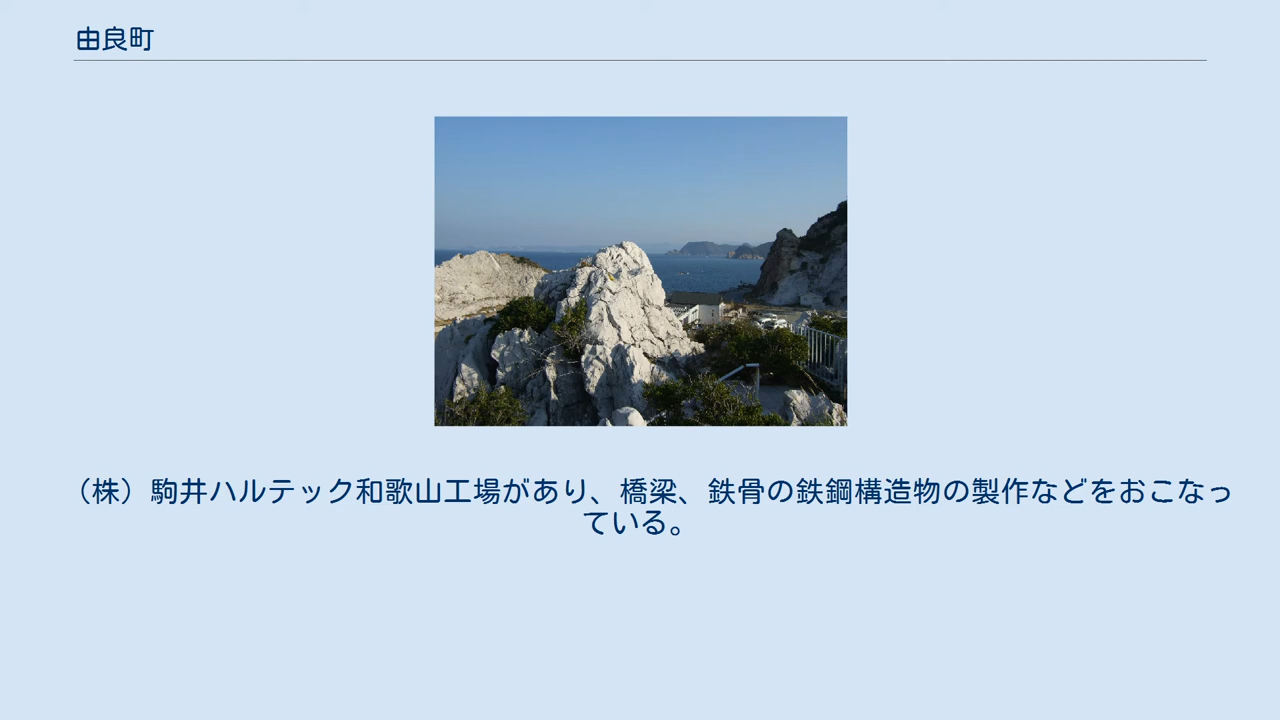 由良町
（株）駒井ハルテック和歌山工場があり、橋梁、鉄骨の鉄鋼構造物の製作などをおこなっ
ている。